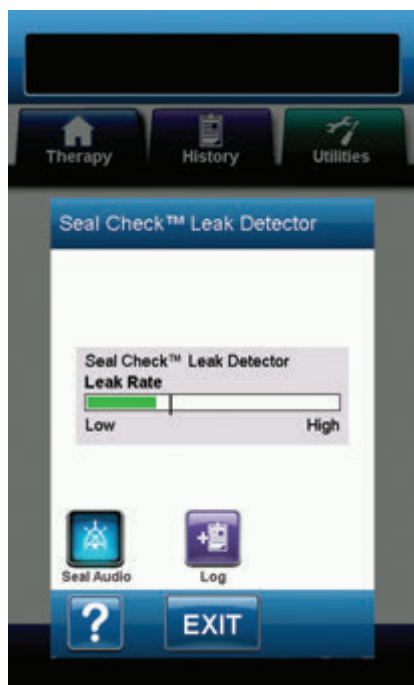 Therapy History Utilities
Seal Check™ Leak Detector
Seal Check™ Leak Detector
Leak Rate
Low High
Seal Audio Log
? EXIT